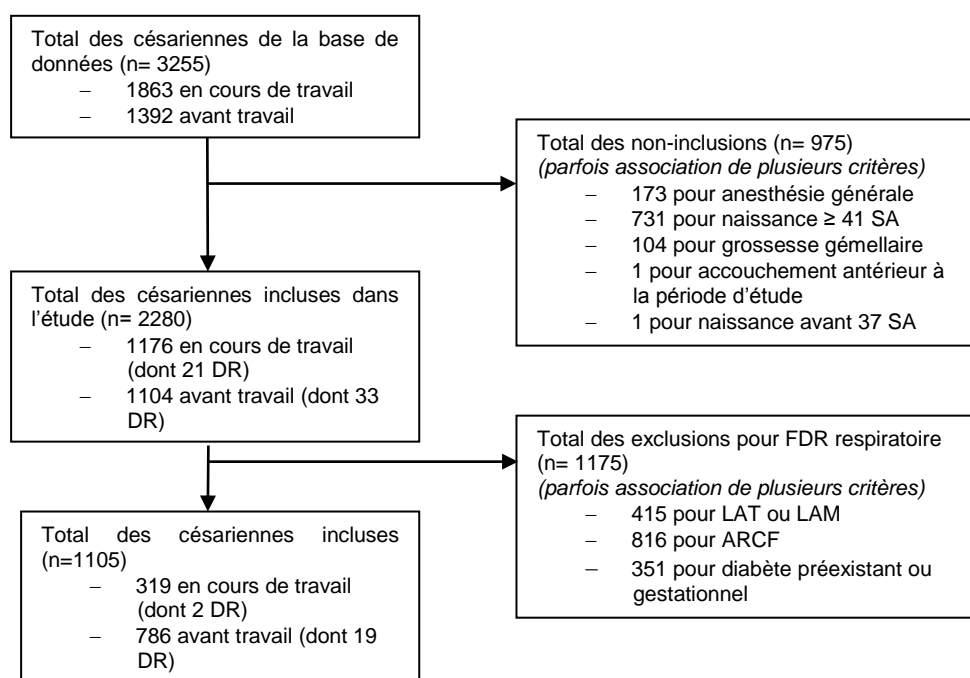 Total des césariennes de la base de
données (n= 3255)
– 1863 en cours de travail
– 1392 avant travail
Total des non-inclusions (n= 975)
(parfois association de plusieurs critères)
– 173 pour anesthésie générale
– 731 pour naissance ≥ 41 SA
– 104 pour grossesse gémellaire
– 1 pour accouchement antérieur à
la période d’étude
– 1 pour naissance avant 37 SA
Total des césariennes incluses dans
l’étude (n= 2280)
– 1176 en cours de travail
(dont 21 DR)
– 1104 avant travail (dont 33
DR)
Total des exclusions pour FDR respiratoire
(n= 1175)
(parfois association de plusieurs critères)
– 415 pour LAT ou LAM
– 816 pour ARCF
– 351 pour diabète préexistant ou
gestationnel
Total des césariennes incluses
(n=1105)
– 319 en cours de travail
(dont 2 DR)
– 786 avant travail (dont 19
DR)